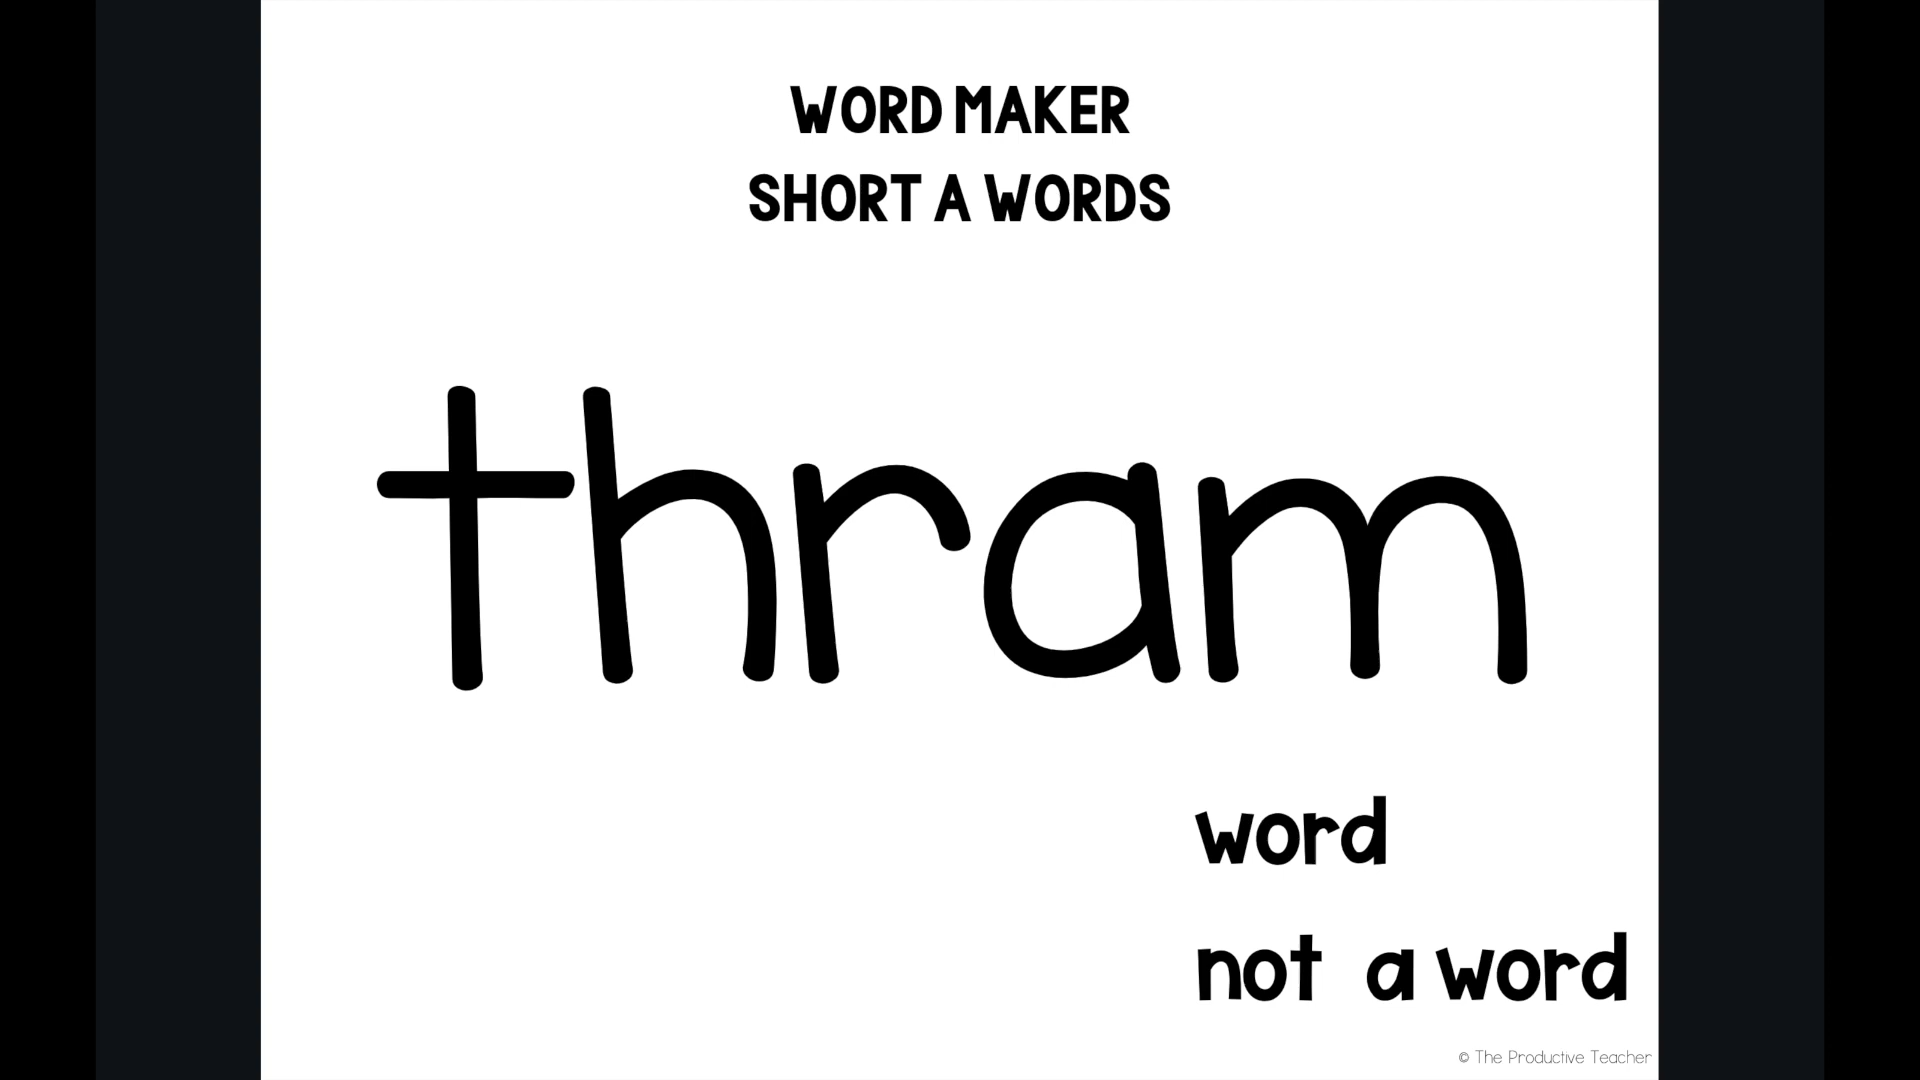 WORD MAKER
SHORT A WORDS
thram
word
not a word
© The Productive Teacher